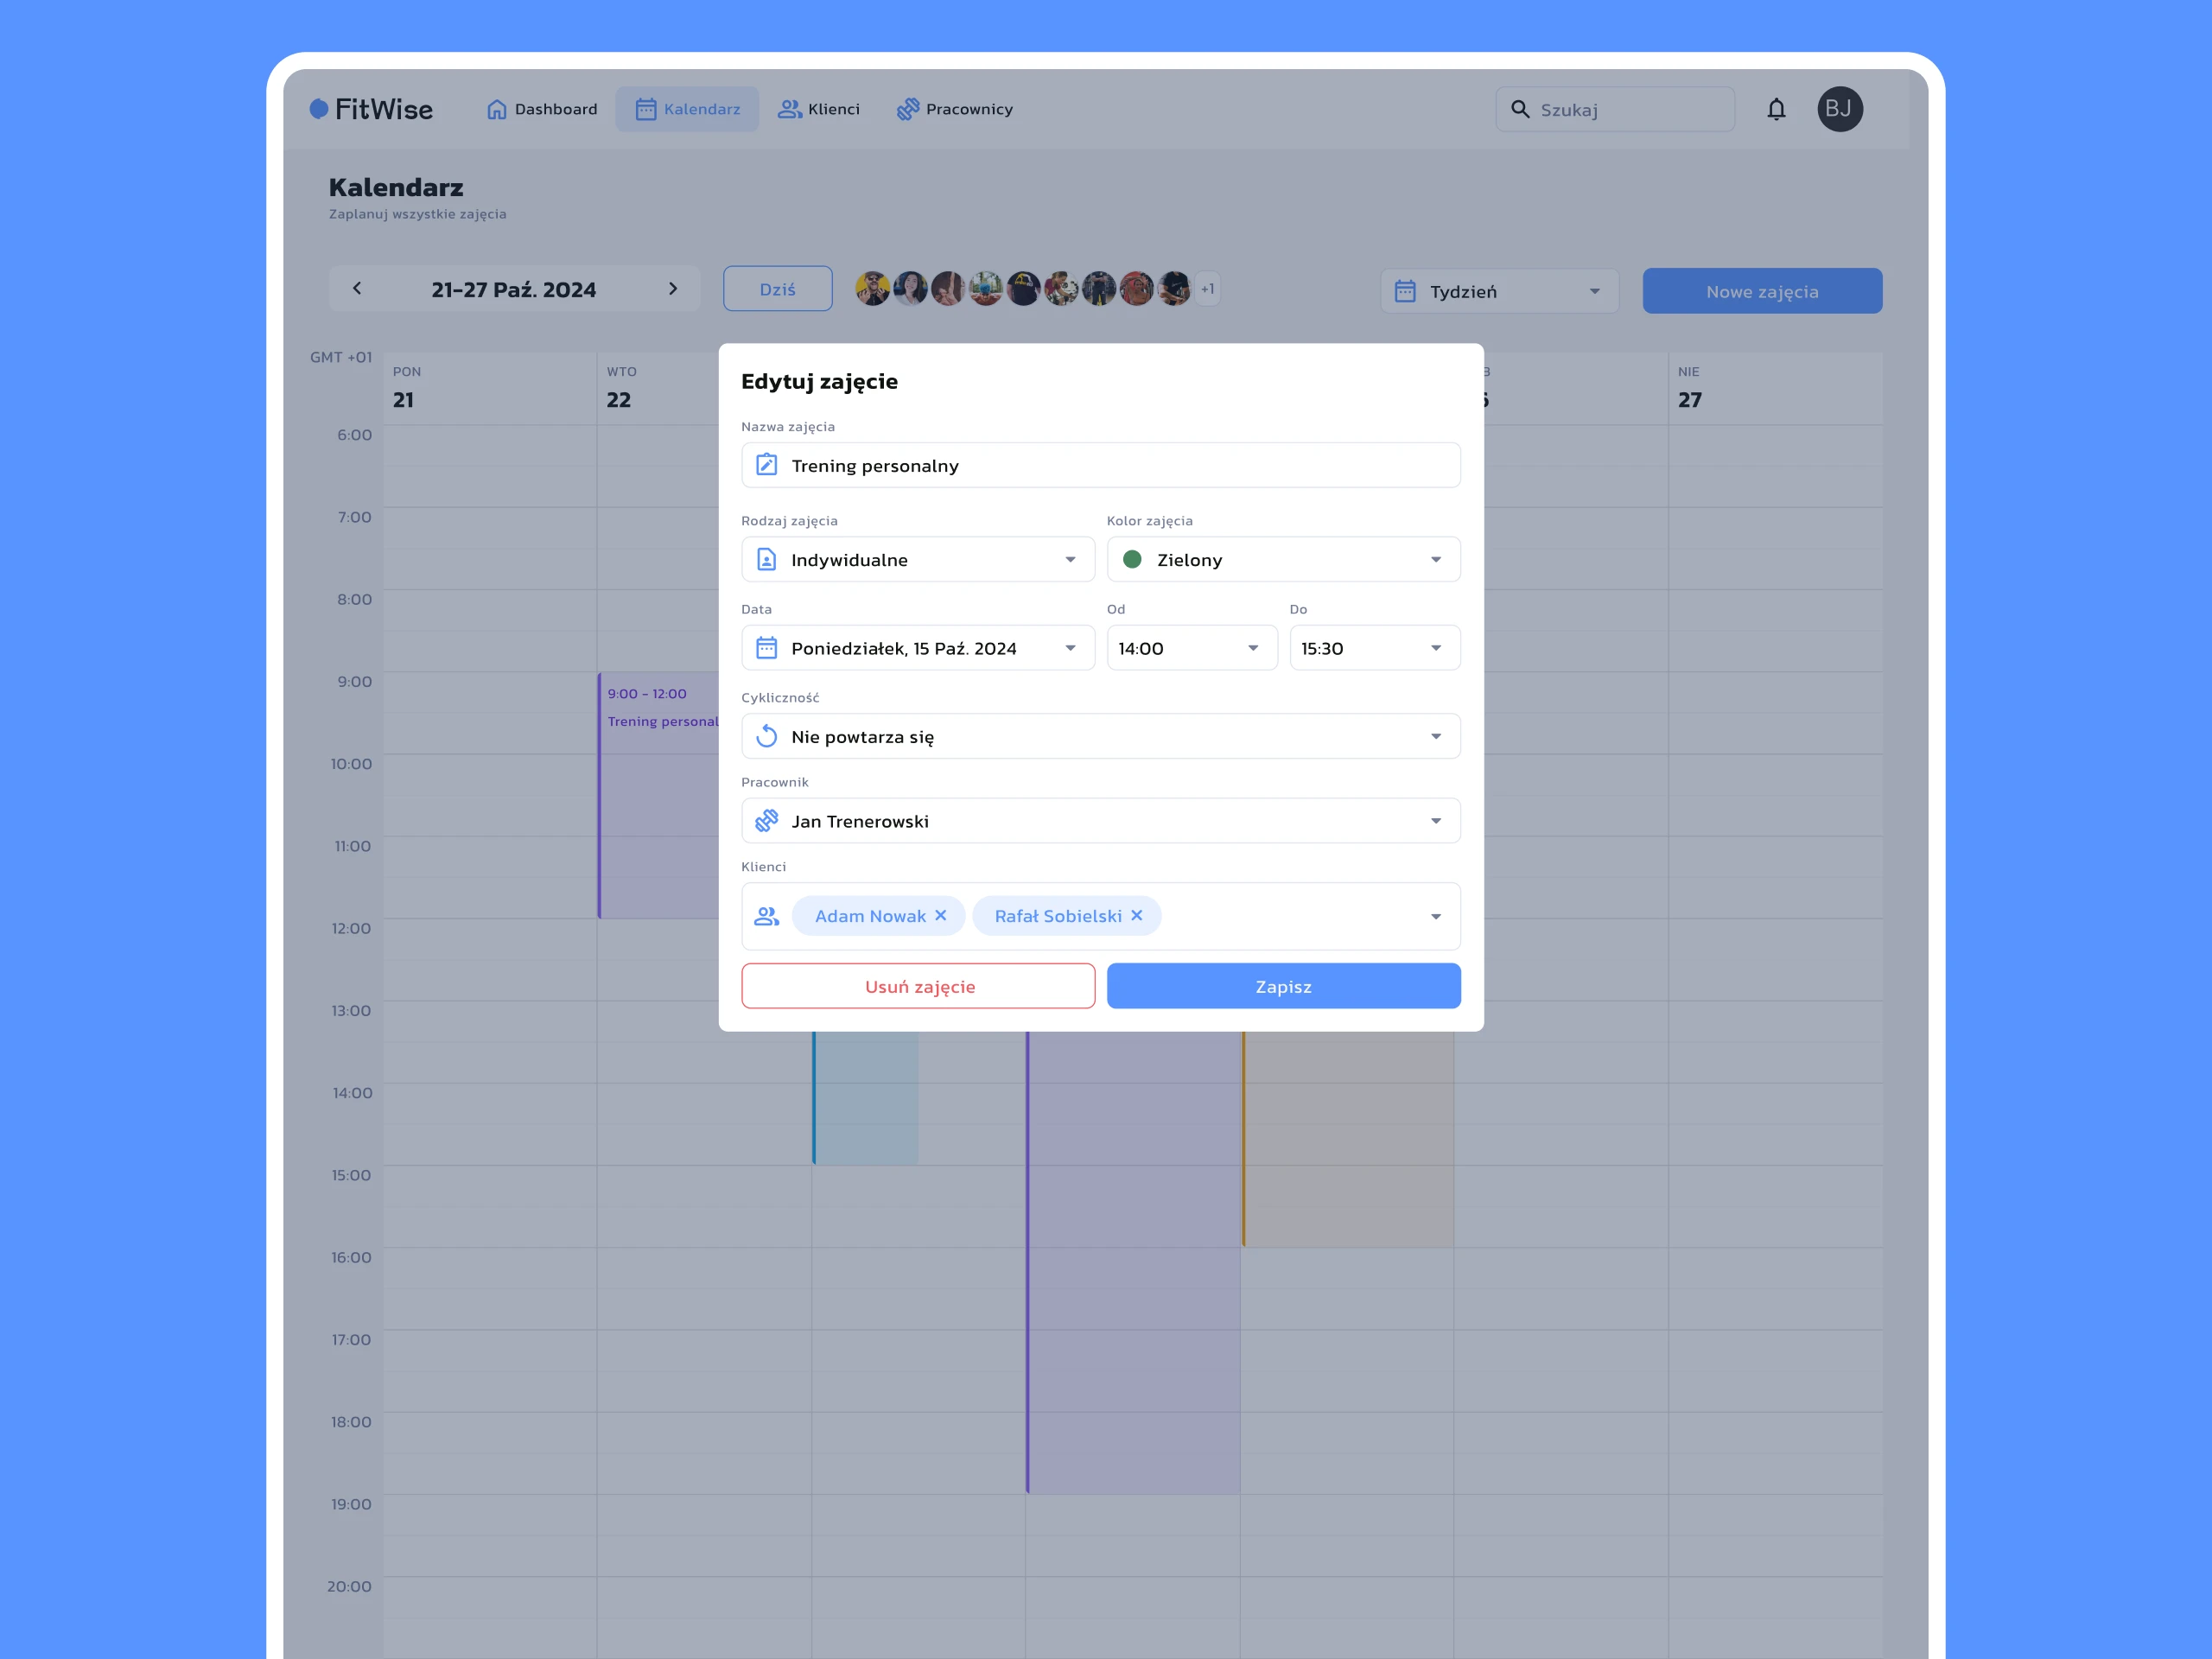 FitWise
Dashboard
Kalendarz
Klienci
Pracownicy
Szukaj
BJ
Kalendarz
Zaplanuj wszystkie zajęcia
21-27 Paź. 2024
Dziś
+1
Tydzień
Nowe zajęcia
GMT +01
PON
21
WTO
22
NIE
27
6:00
7:00
8:00
9:00
10:00
11:00
12:00
13:00
14:00
15:00
16:00
17:00
18:00
19:00
20:00
9:00 - 12:00
Trening personal
Edytuj zajęcie
Nazwa zajęcia
Trening personalny
Rodzaj zajęcia
Kolor zajęcia
Indywidualne
Zielony
Data
Od
Do
Poniedziałek, 15 Paź. 2024
14:00
15:30
Cykliczność
Nie powtarza się
Pracownik
Jan Trenerowski
Klienci
Adam Nowak
Rafał Sobielski
Usuń zajęcie
Zapisz